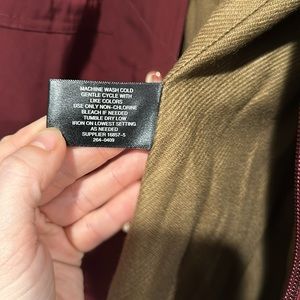 MACHINE WASH COLD
GENTLE CYCLE WITH
LIKE COLORS
USE ONLY NON-CHLORINE
BLEACH IF NEEDED
TUMBLE DRY LOW
IRON ON LOWEST SETTING
AS NEEDED
SUPPLIER 16857-5
264-0409